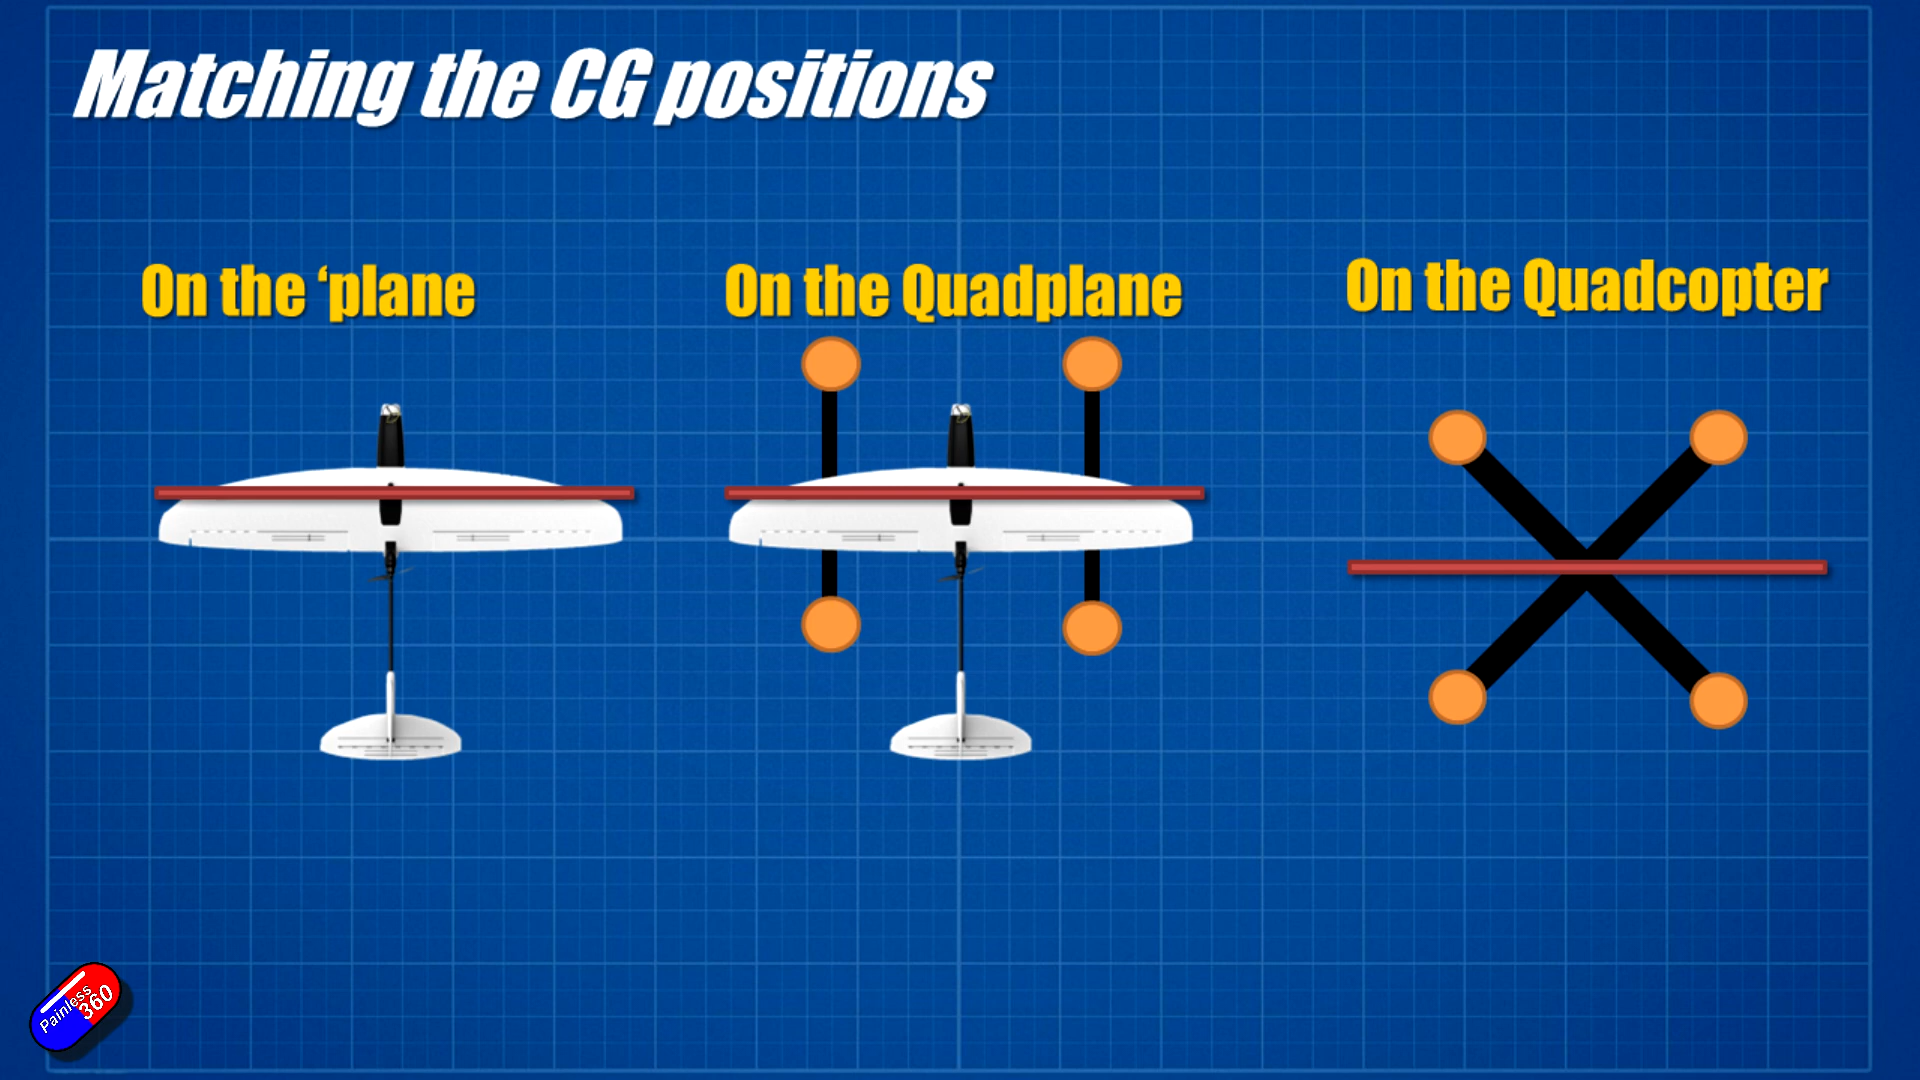 Matching the CG positions
On the ‘plane
On the Quadplane
On the Quadcopter
Painless
360